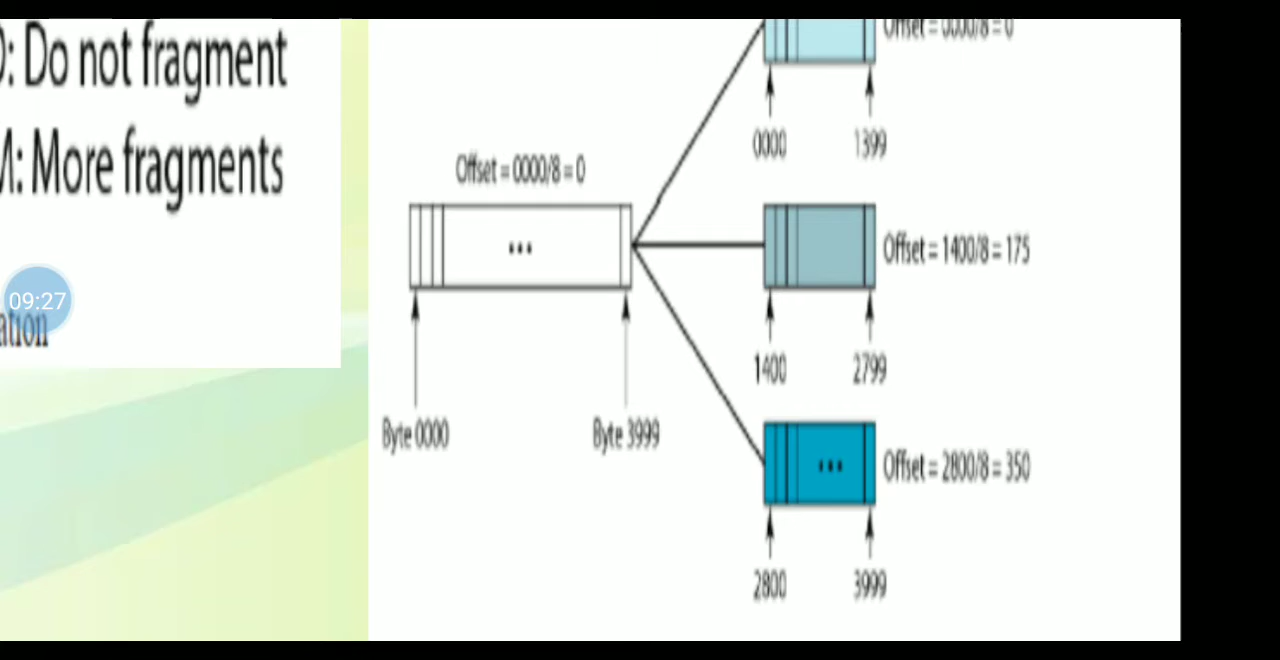 D: Do not fragment
M: More fragments
09:27
ation
Offset = 0000/8 = 0
0000 1399
Offset = 0000/8 = 0
Offset = 1400/8 = 175
1400 2799
Byte 0000 Byte 3999
Offset = 2800/8 = 350
2800 3999